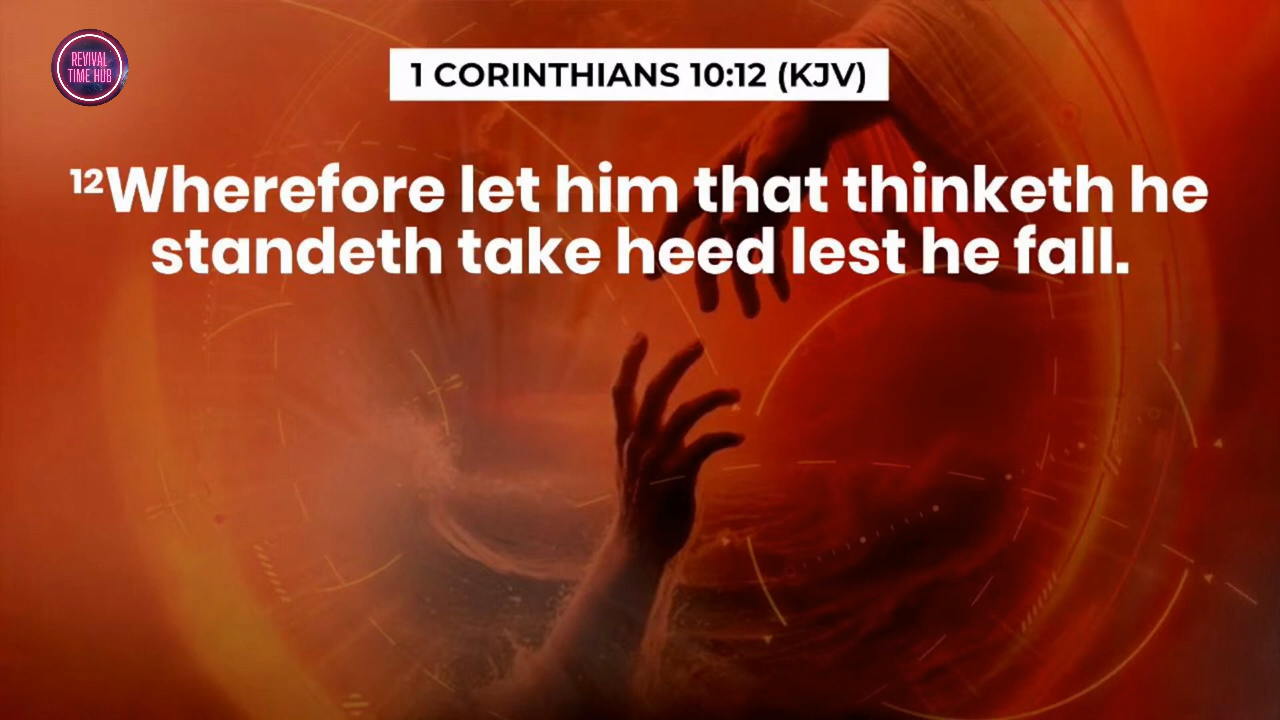 REVIVAL
TIME HUB
1 CORINTHIANS 10:12 (KJV)
¹²Wherefore let him that thinketh he
standeth take heed lest he fall.